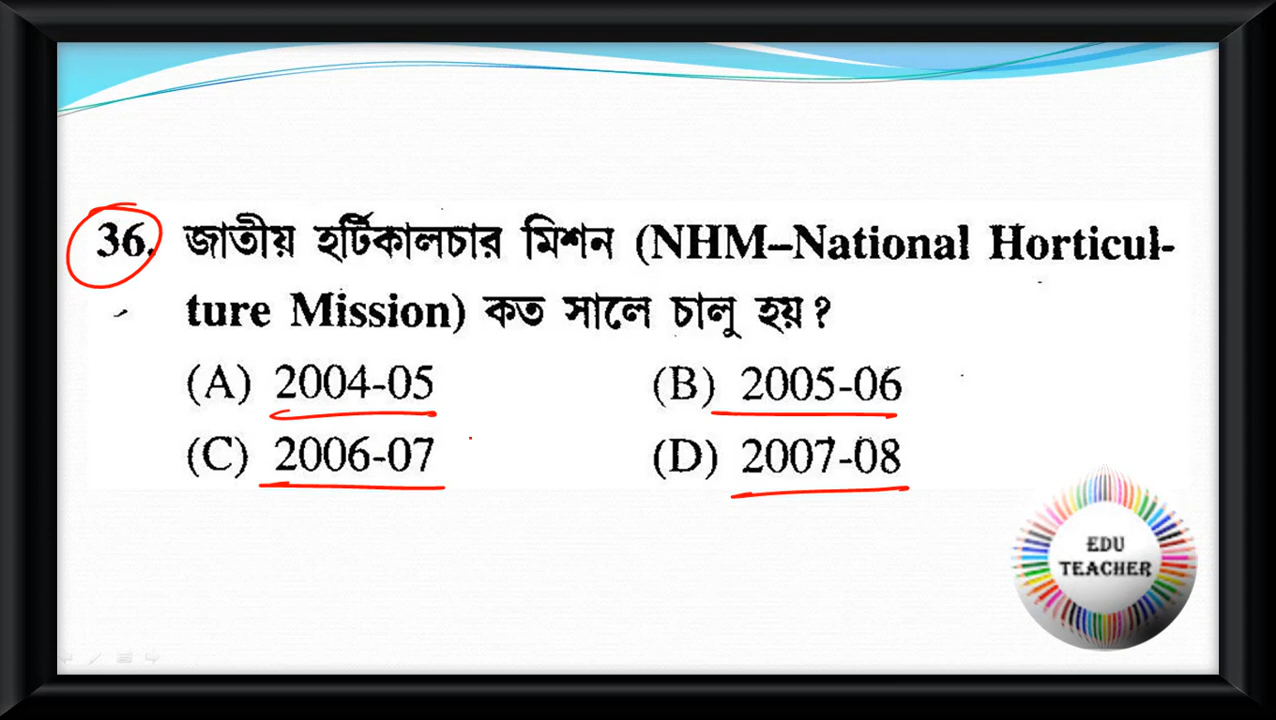 36. জাতীয় হর্টিকালচার মিশন (NHM–National Horticul-
ture Mission) কত সালে চালু হয়?
(A) 2004-05 (B) 2005-06
(C) 2006-07 (D) 2007-08
EDU
TEACHER